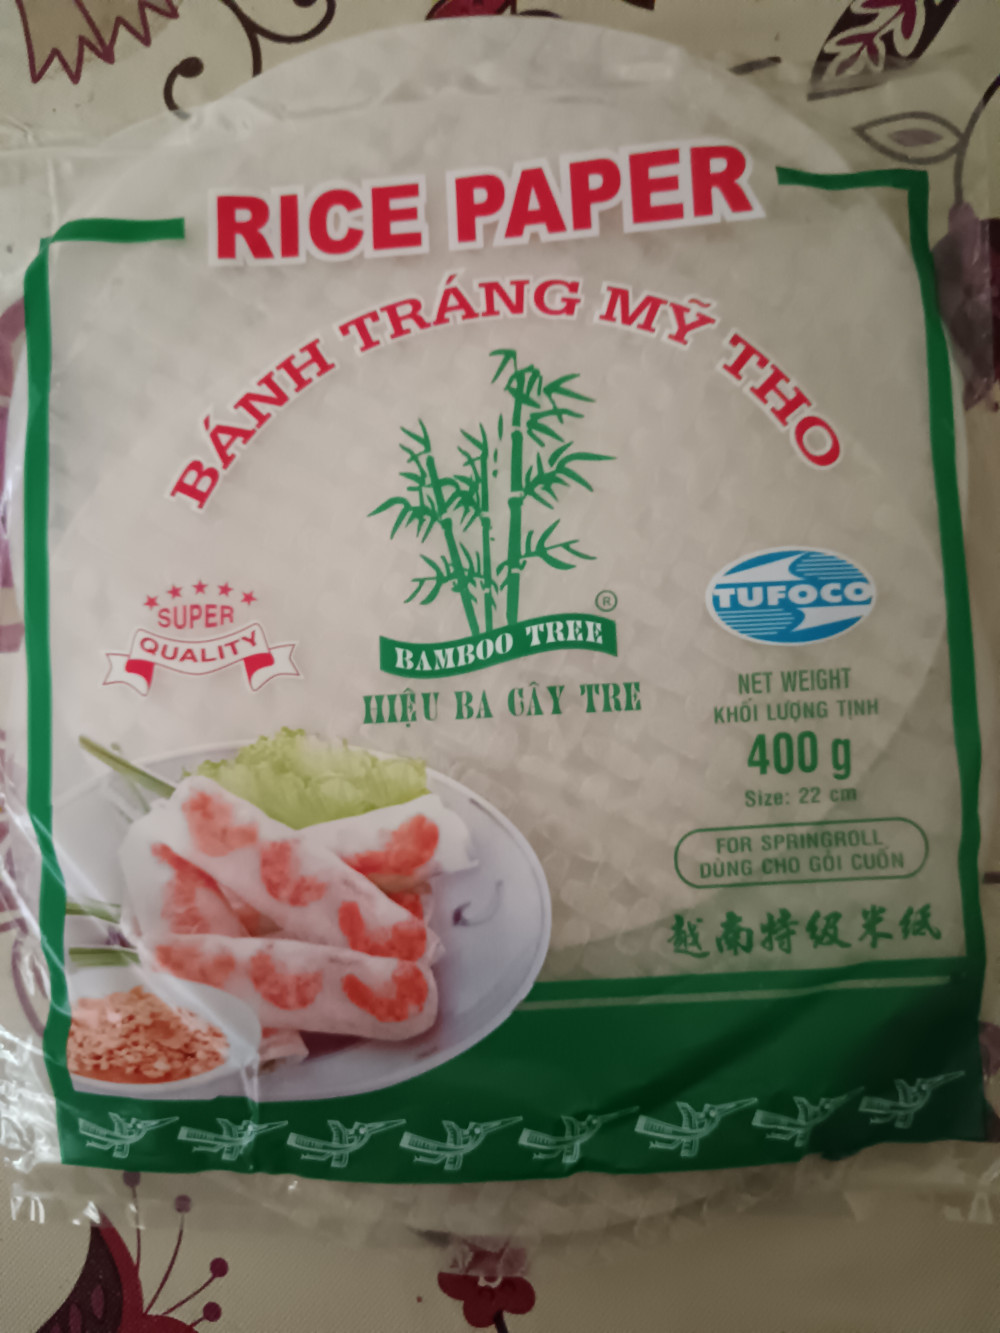 RICE PAPER
BÁNH TRÁNG MỸ THO
SUPER
QUALITY
®
BAMBOO TREE
HIỆU BA CÂY TRE
TUFOCO
NET WEIGHT
KHỐI LƯỢNG TỊNH
400 g
Size: 22 cm
FOR SPRINGROLL
DÙNG CHO GỎI CUỐN
越南特级米纸